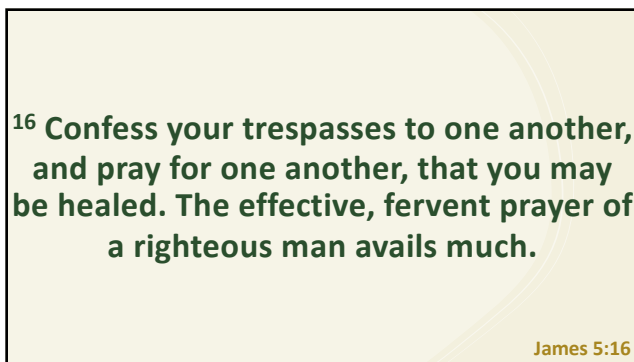 16 Confess your trespasses to one another,
and pray for one another, that you may
be healed. The effective, fervent prayer of
a righteous man avails much.
James 5:16